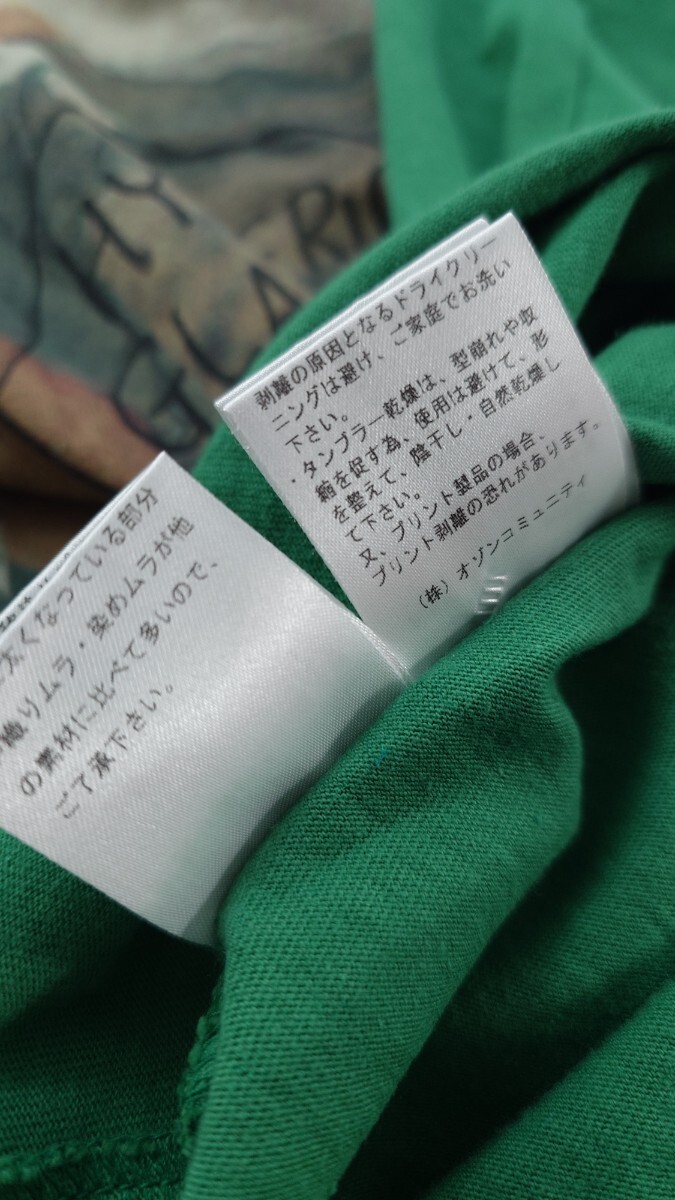 HY
LARIO
剥離の原因となるドライクリー
ニングは避け、ご家庭でお洗い
下さい。
・タンブラー乾燥は、型崩れや収
縮を促す為、使用は避けて、形
を整えて、陰干し・自然乾燥し
て下さい。
又、プリント製品の場合、
プリント剥離の恐れがあります。
（株）オゾンコミュニティ
太くなっている部分
織りムラ・染めムラが他
の素材に比べて多いので、
ご了承下さい。